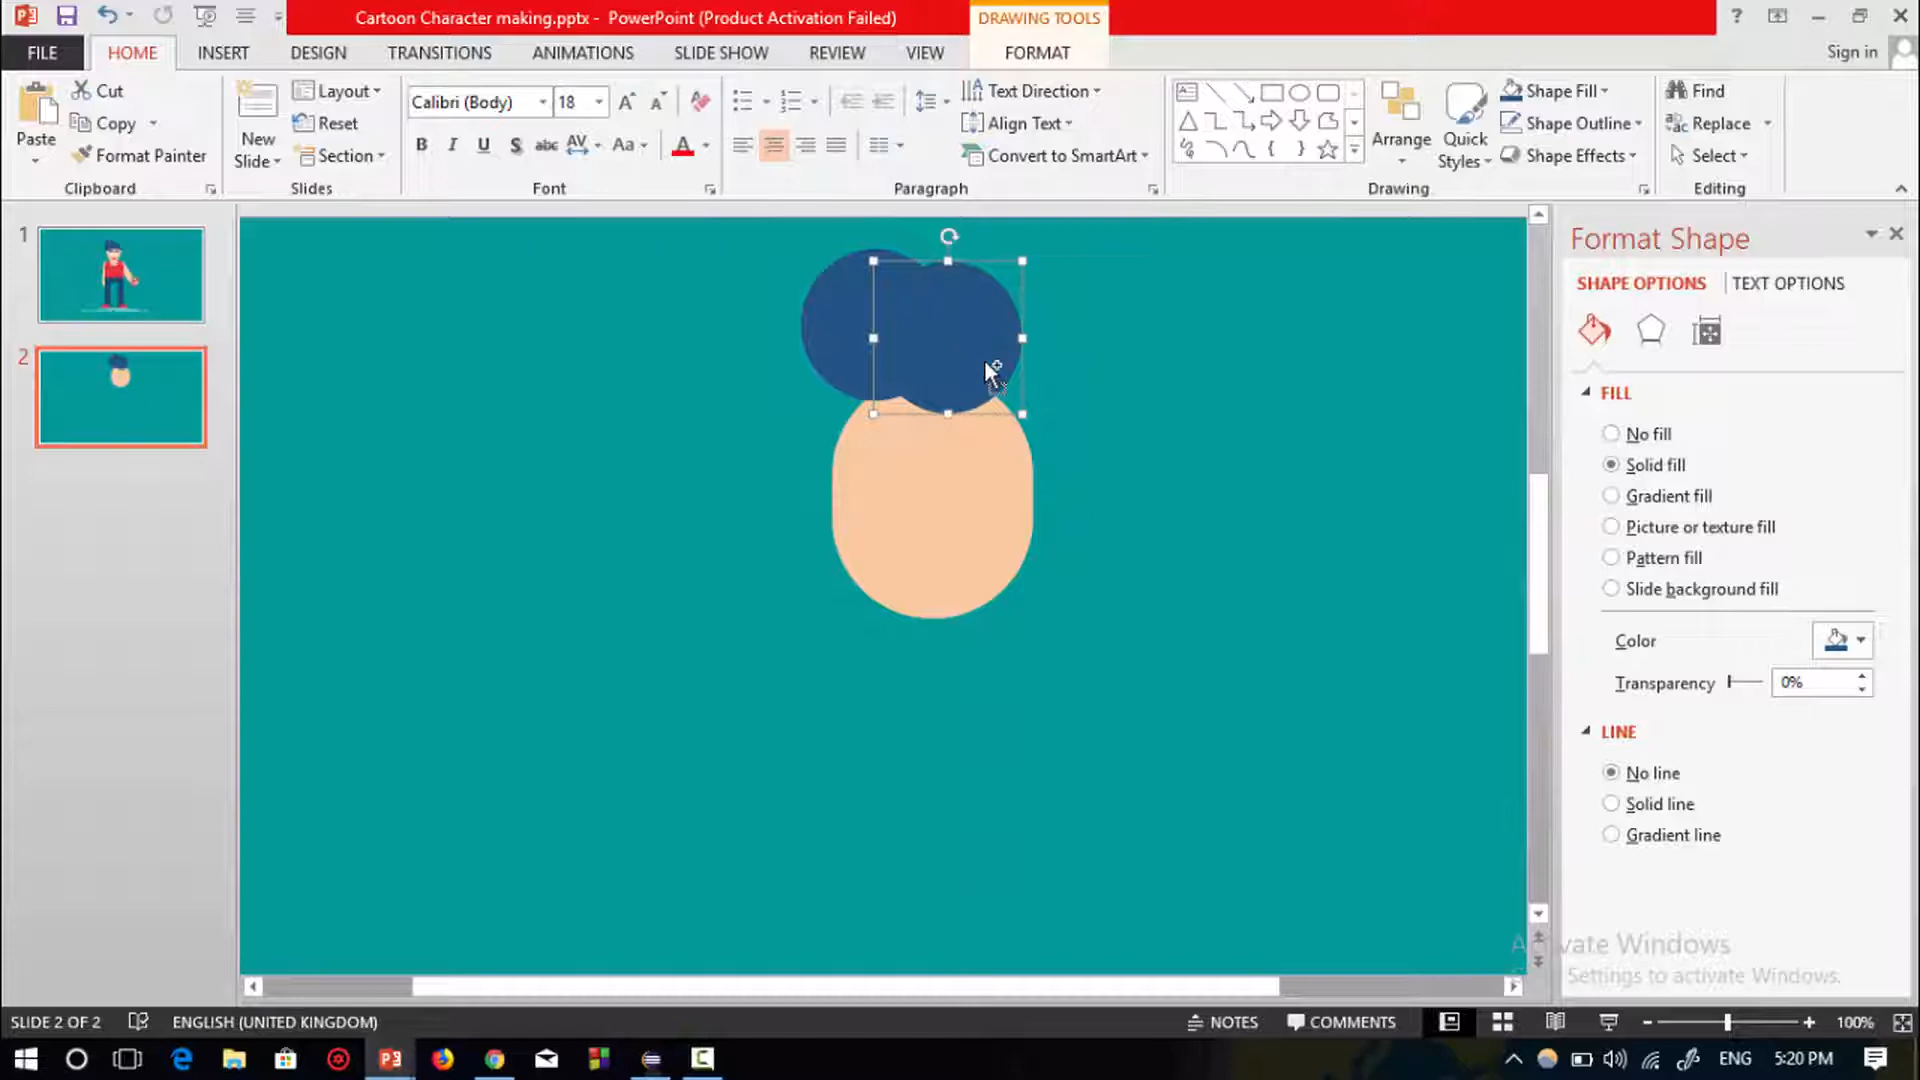 Cartoon Character making.pptx - PowerPoint (Product Activation Failed)
DRAWING TOOLS
?
FILE HOME INSERT DESIGN TRANSITIONS ANIMATIONS SLIDE SHOW REVIEW VIEW FORMAT
Sign in
Paste
Cut
Copy
Format Painter
Clipboard
New Slide
Layout
Reset
Section
Slides
Calibri (Body) 18
B I U S abc AV Aa A
Font
Text Direction
Align Text
Convert to SmartArt
Paragraph
Arrange
Quick Styles
Shape Fill
Shape Outline
Shape Effects
Drawing
Find
Replace
Select
Editing
1
2
Format Shape
SHAPE OPTIONS TEXT OPTIONS
FILL
No fill
Solid fill
Gradient fill
Picture or texture fill
Pattern fill
Slide background fill
Color
Transparency 0%
LINE
No line
Solid line
Gradient line
Activate Windows
Settings to activate Windows.
SLIDE 2 OF 2 ENGLISH (UNITED KINGDOM) NOTES COMMENTS 100%
ENG 5:20 PM